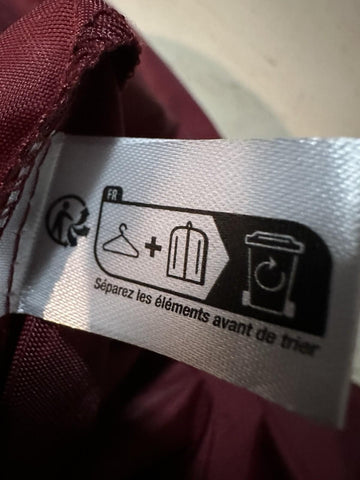 FR
+
Séparez les éléments avant de trier